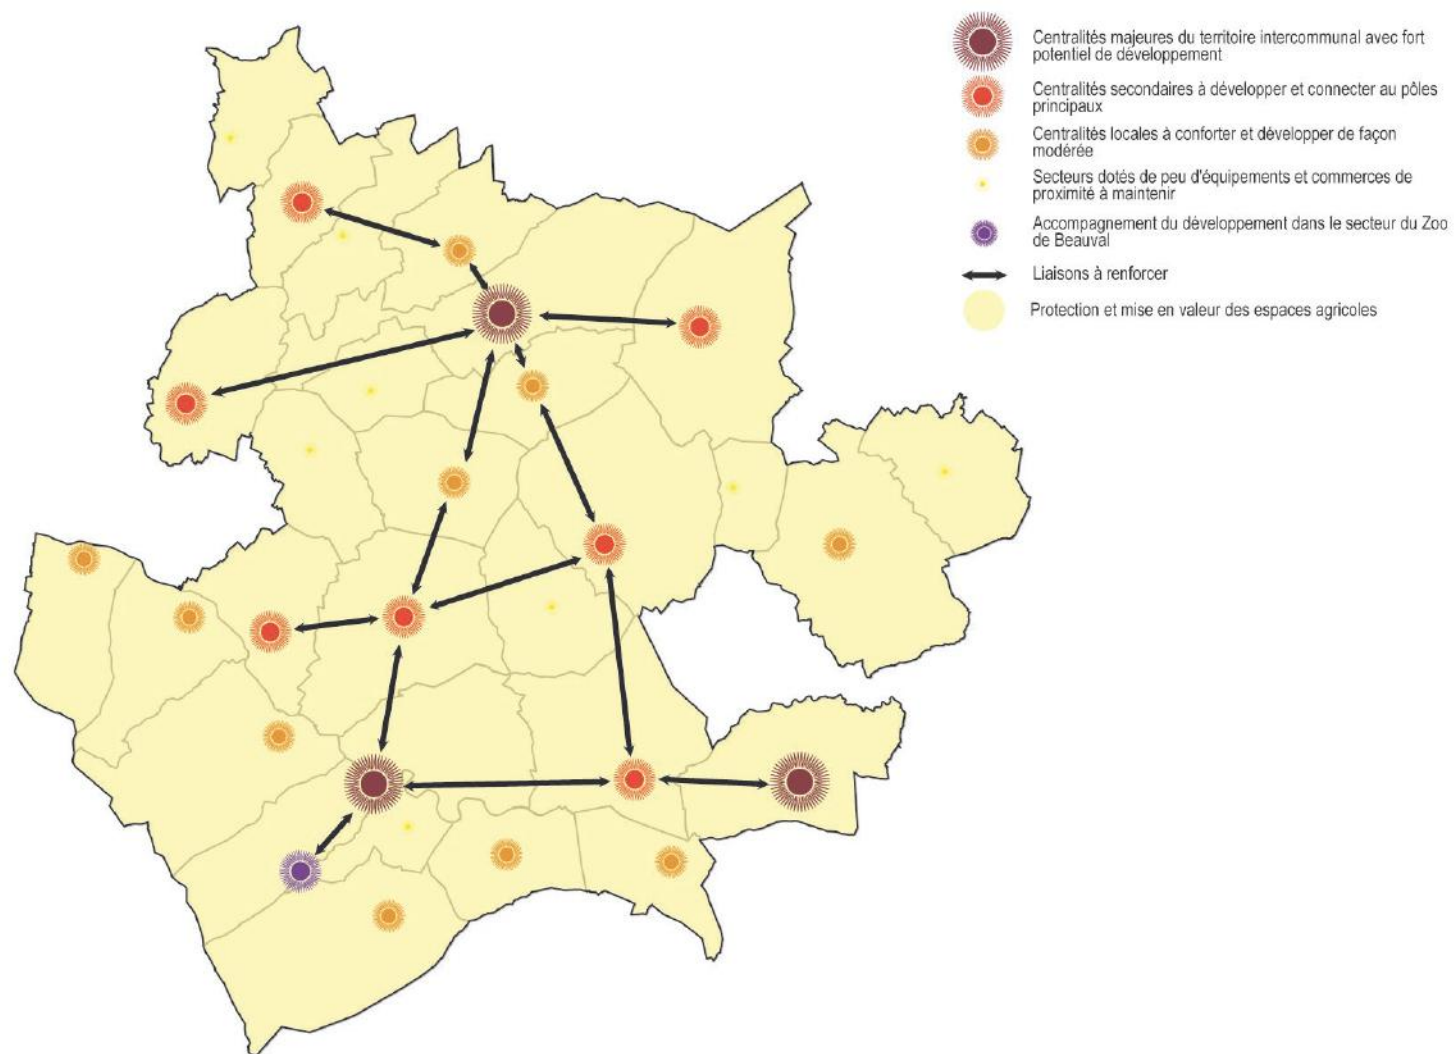 Centralités majeures du territoire intercommunal avec fort
potentiel de développement
Centralités secondaires à développer et connecter au pôles
principaux
Centralités locales à conforter et développer de façon
modérée
Secteurs dotés de peu d'équipements et commerces de
proximité à maintenir
Accompagnement du développement dans le secteur du Zoo
de Beauval
Liaisons à renforcer
Protection et mise en valeur des espaces agricoles